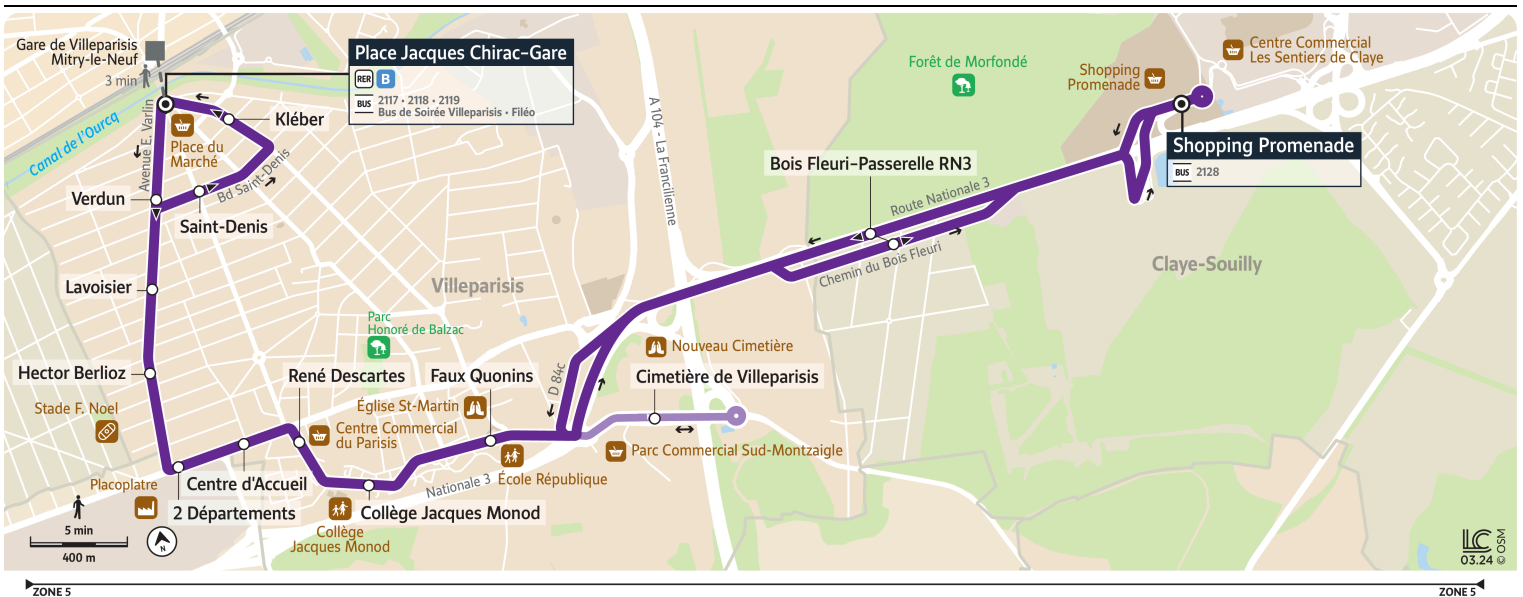 Gare de Villeparisis
Mitry-le-Neuf
3 min
Place Jacques Chirac-Gare
RER B
BUS 2117 • 2118 • 2119
Bus de Soirée Villeparisis • Filéo
Canal de l'Ourcq
Avenue E. Varlin
Kléber
Place du
Marché
Bd Saint-Denis
Verdun
Saint-Denis
Lavoisier
Villeparisis
Hector Berlioz
Parc
Honoré de Balzac
Stade F. Noel
René Descartes
Faux Quonins
Église St-Martin
Centre Commercial
du Parisis
Placoplatre
Centre d'Accueil
2 Départements
Collège Jacques Monod
Collège
Jacques Monod
Nationale 3
École République
D 84c
A 104 - La Francilienne
Nouveau Cimetière
Cimetière de Villeparisis
Parc Commercial Sud-Montzaigle
Bois Fleuri-Passerelle RN3
Route Nationale 3
Chemin du Bois Fleuri
Forêt de Morfondé
Shopping
Promenade
Centre Commercial
Les Sentiers de Claye
Shopping Promenade
BUS 2128
Claye-Souilly
5 min
400 m
N
LC
03.24 © OSM
ZONE 5
ZONE 5